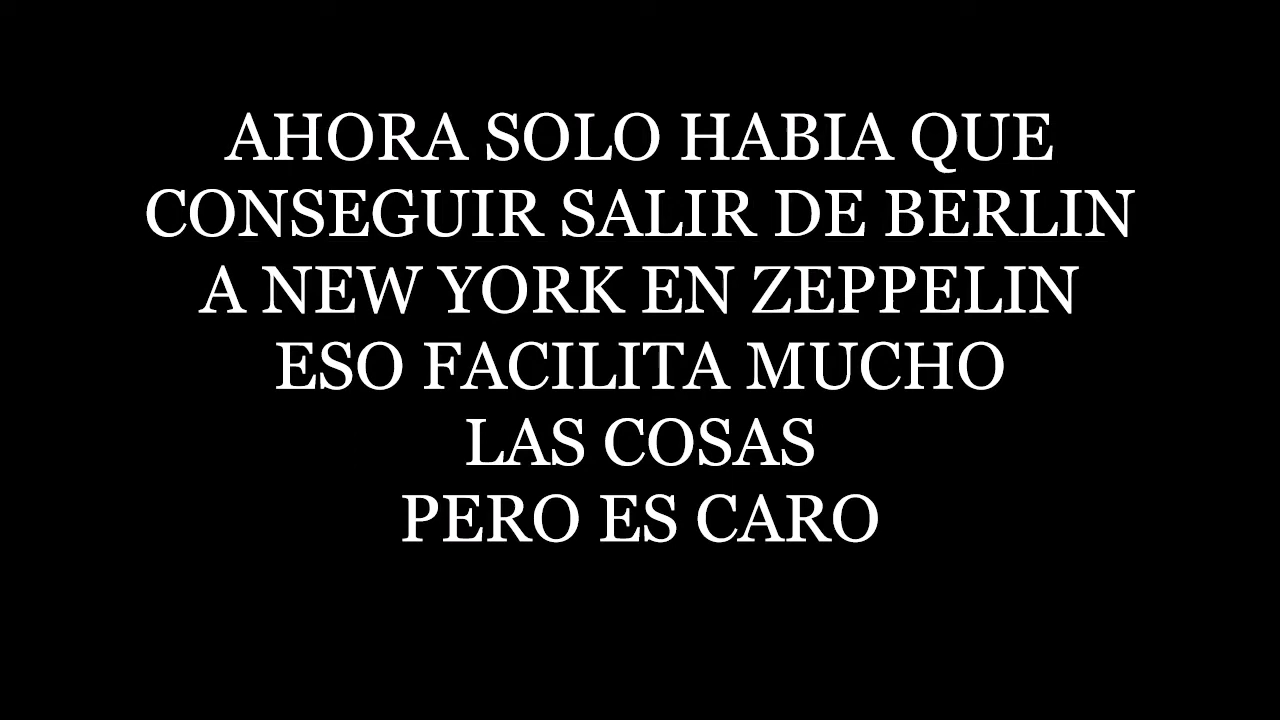 AHORA SOLO HABIA QUE
CONSEGUIR SALIR DE BERLIN
A NEW YORK EN ZEPPELIN
ESO FACILITA MUCHO
LAS COSAS
PERO ES CARO